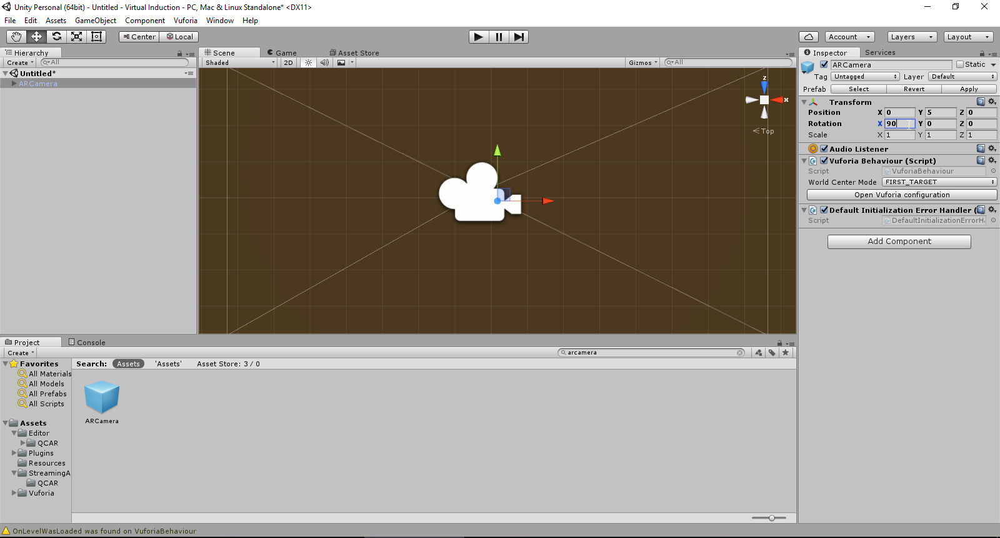 Unity Personal (64bit) - Untitled - Virtual Induction - PC, Mac & Linux Standalone* <DX11>
File Edit Assets GameObject Component Vuforia Window Help
Center Local Account Layers Layout
Hierarchy
Create All
Untitled*
ARCamera
Scene Game Asset Store
Shaded 2D Gizmos All
z
x
Top
Inspector Services
ARCamera Static
Tag Untagged Layer Default
Prefab Select Revert Apply
Transform
Position X 0 Y 5 Z 0
Rotation X 90 Y 0 Z 0
Scale X 1 Y 1 Z 1
Audio Listener
Vuforia Behaviour (Script)
Script VuforiaBehaviour
World Center Mode FIRST_TARGET
Open Vuforia configuration
Default Initialization Error Handler (
Script DefaultInitializationErrorH
Add Component
Project Console
Create arcamera
Favorites
All Materials
All Models
All Prefabs
All Scripts
Assets
Editor
QCAR
Plugins
Resources
StreamingA
QCAR
Vuforia
Search: Assets 'Assets' Asset Store: 3 / 0
ARCamera
OnLevelWasLoaded was found on VuforiaBehaviour